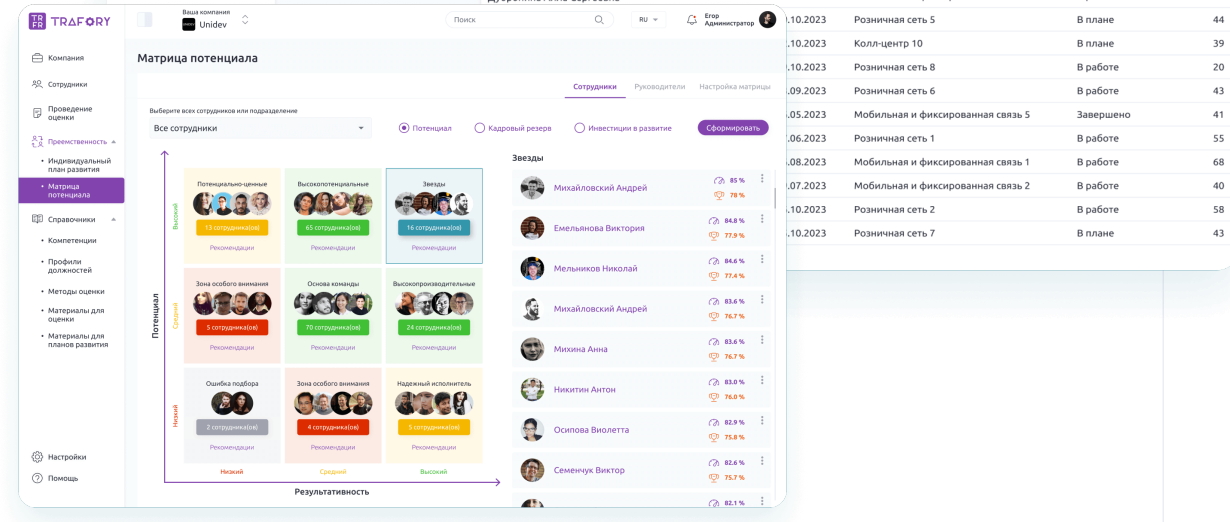 TRAFORY
Ваша компания
Unidev
Поиск
RU
Егор
Администратор
Компания
Сотрудники
Проведение
оценки
Преемственность
• Индивидуальный
план развития
• Матрица
потенциала
Справочники
• Компетенции
• Профили
должностей
• Методы оценки
• Материалы для
оценки
• Материалы для
планов развития
Настройки
Помощь
Матрица потенциала
Сотрудники Руководители Настройка матрицы
Выберите всех сотрудников или подразделение
Все сотрудники
Потенциал Кадровый резерв Инвестиции в развитие Сформировать
Потенциал
Высокий
Потенциально-ценные
13 сотрудника(ов)
Рекомендации
Высокопотенциальные
65 сотрудника(ов)
Рекомендации
Звезды
16 сотрудника(ов)
Рекомендации
Средний
Зона особого внимания
5 сотрудника(ов)
Рекомендации
Основа команды
70 сотрудника(ов)
Рекомендации
Высокопроизводительные
24 сотрудника(ов)
Рекомендации
Низкий
Ошибка подбора
2 сотрудника(ов)
Рекомендации
Зона особого внимания
4 сотрудника(ов)
Рекомендации
Надежный исполнитель
5 сотрудника(ов)
Рекомендации
Низкий Средний Высокий
Результативность
Звезды
Михайловский Андрей 85 %
78 %
Емельянова Виктория 84.8 %
77.9 %
Мельников Николай 84.6 %
77.4 %
Михайловский Андрей 83.6 %
76.7 %
Михина Анна 83.6 %
76.7 %
Никитин Антон 83.0 %
76.0 %
Осипова Виолетта 82.9 %
75.8 %
Семенчук Виктор 82.6 %
75.7 %
82.1 %
.10.2023 Розничная сеть 5 В плане 44
.10.2023 Колл-центр 10 В плане 39
.10.2023 Розничная сеть 8 В работе 20
.09.2023 Розничная сеть 6 В работе 43
.05.2023 Мобильная и фиксированная связь 5 Завершено 41
.06.2023 Розничная сеть 1 В работе 55
.08.2023 Мобильная и фиксированная связь 1 В работе 68
.07.2023 Мобильная и фиксированная связь 2 В работе 40
.10.2023 Розничная сеть 2 В работе 58
.10.2023 Розничная сеть 7 В плане 43